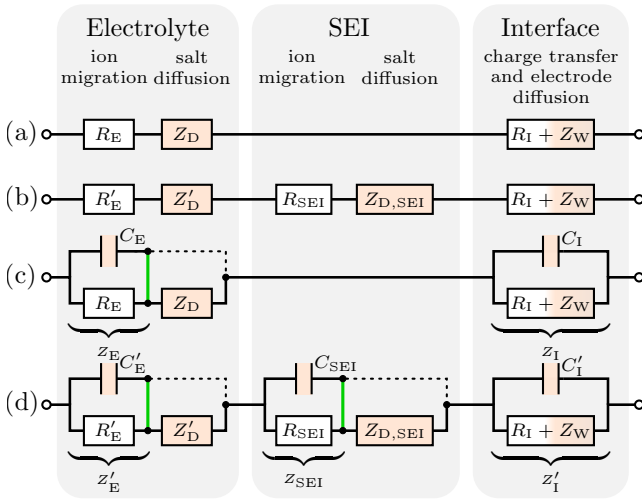 Electrolyte SEI Interface
ion migration salt diffusion ion migration salt diffusion charge transfer and electrode diffusion
(a) R_E Z_D R_I + Z_W
(b) R′_E Z′_D R_SEI Z_D,SEI R_I + Z_W
C_E C_I
(c)
R_E Z_D R_I + Z_W
z_E z_I
C′_E C_SEI C′_I
(d)
R′_E Z′_D R_SEI Z_D,SEI R_I + Z_W
z′_E z_SEI z′_I